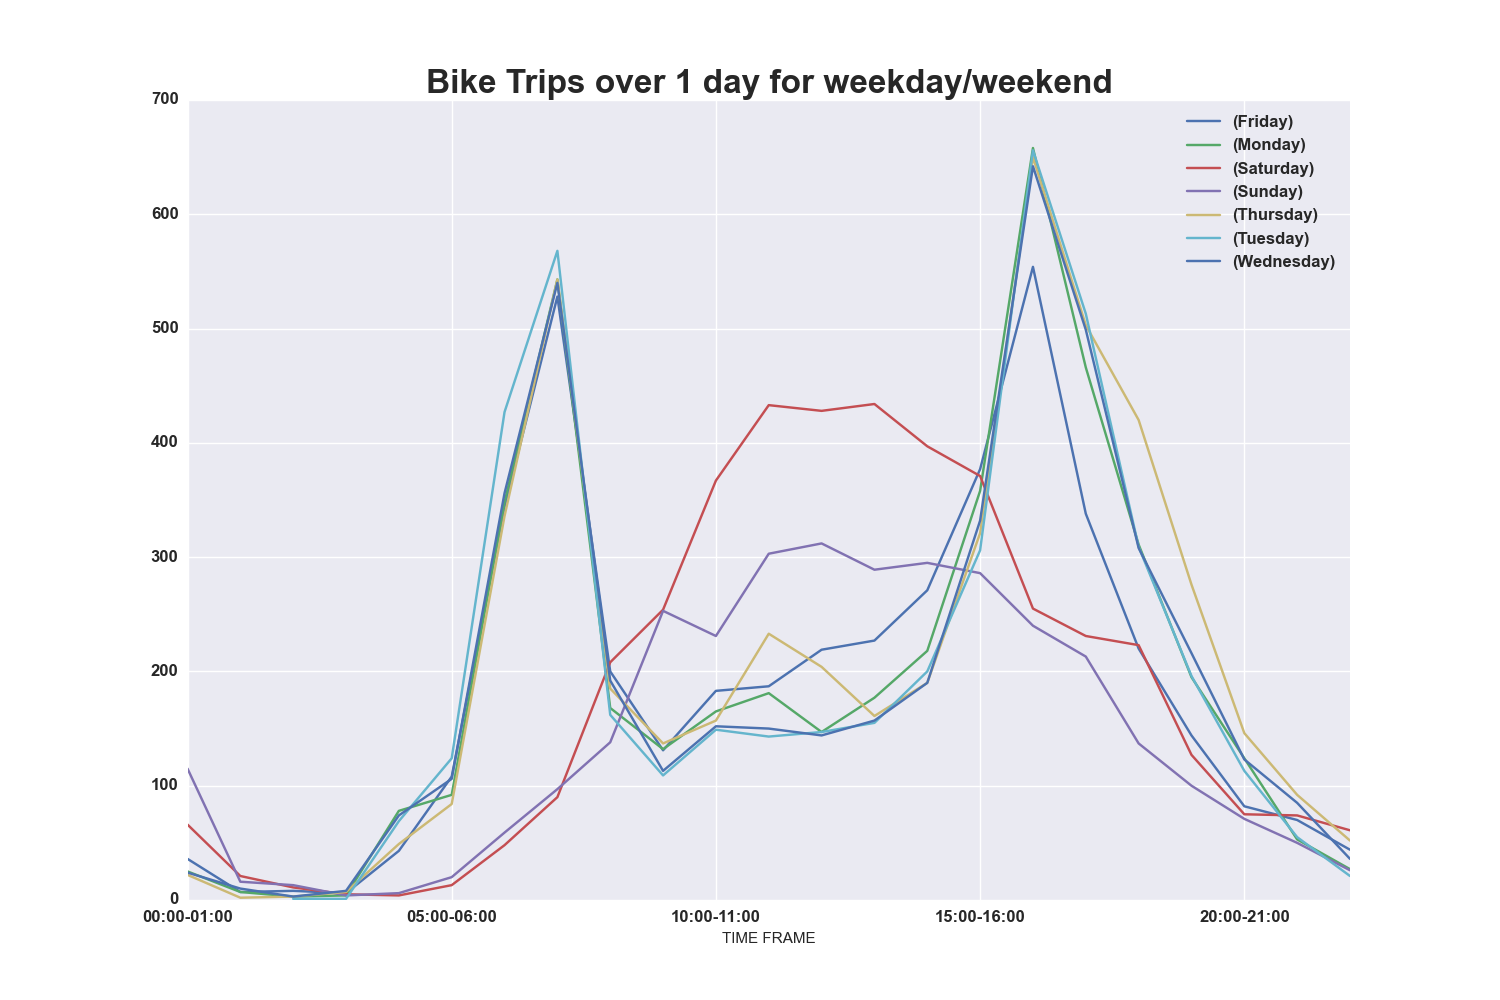 Bike Trips over 1 day for weekday/weekend
700
600
500
400
300
200
100
0
(Friday)
(Monday)
(Saturday)
(Sunday)
(Thursday)
(Tuesday)
(Wednesday)
00:00-01:00 05:00-06:00 10:00-11:00 15:00-16:00 20:00-21:00
TIME FRAME